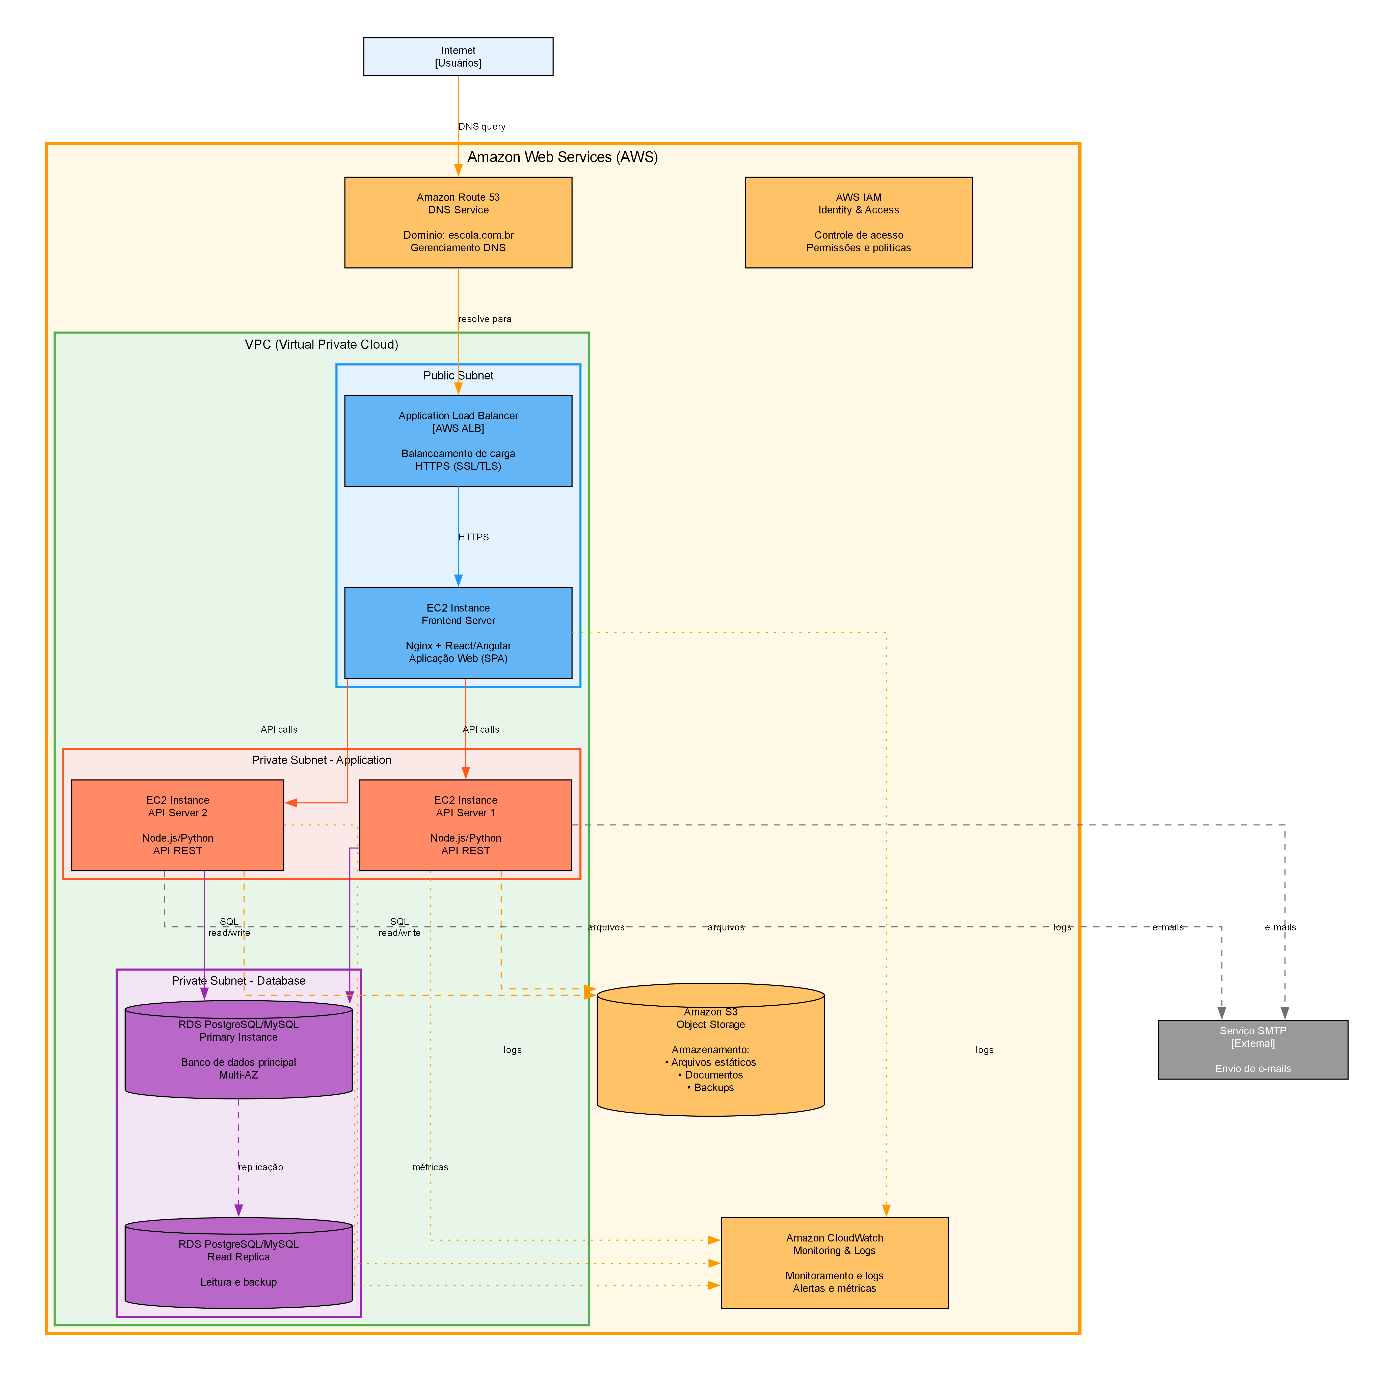 Internet
[Usuários]
DNS query
Amazon Web Services (AWS)
Amazon Route 53
DNS Service
Domínio: escola.com.br
Gerenciamento DNS
AWS IAM
Identity & Access
Controle de acesso
Permissões e políticas
resolve para
VPC (Virtual Private Cloud)
Public Subnet
Application Load Balancer
[AWS ALB]
Balanceamento de carga
HTTPS (SSL/TLS)
HTTPS
EC2 Instance
Frontend Server
Nginx + React/Angular
Aplicação Web (SPA)
API calls
API calls
Private Subnet - Application
EC2 Instance
API Server 2
Node.js/Python
API REST
EC2 Instance
API Server 1
Node.js/Python
API REST
SQL
read/write
SQL
read/write
arquivos
arquivos
logs
e-mails
e-mails
Private Subnet - Database
RDS PostgreSQL/MySQL
Primary Instance
Banco de dados principal
Multi-AZ
logs
Amazon S3
Object Storage
Armazenamento:
• Arquivos estáticos
• Documentos
• Backups
logs
Serviço SMTP
[External]
Envio de e-mails
replicação
métricas
RDS PostgreSQL/MySQL
Read Replica
Leitura e backup
Amazon CloudWatch
Monitoring & Logs
Monitoramento e logs
Alertas e métricas